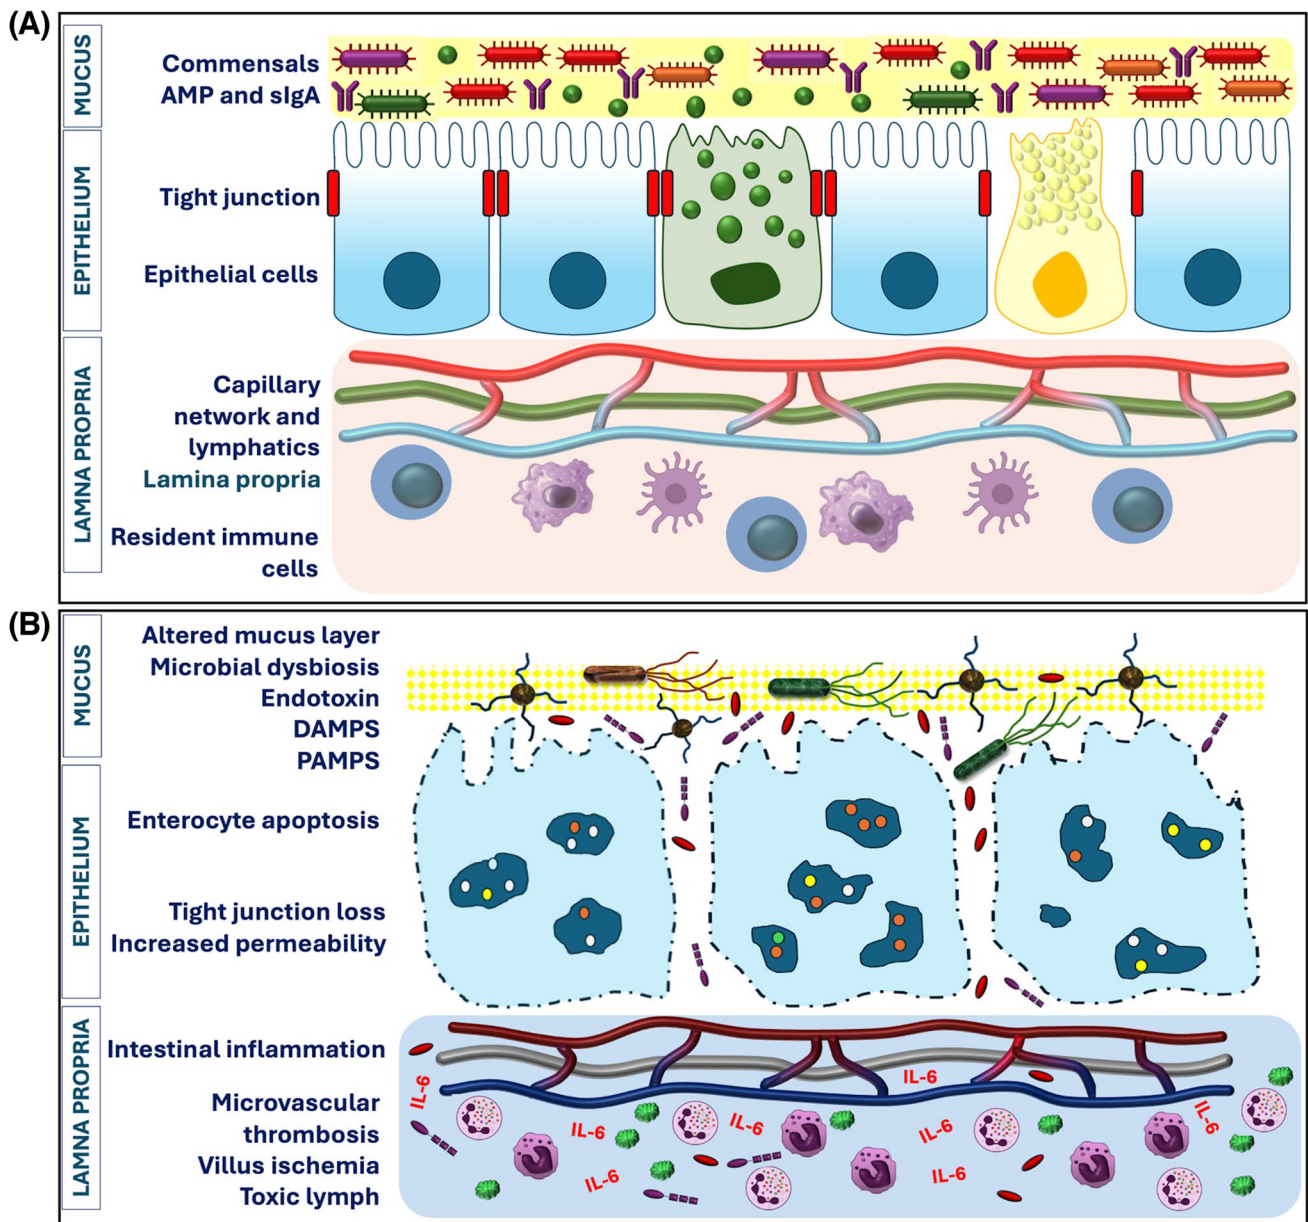 (A)
MUCUS
Commensals
AMP and sIgA
EPITHELIUM
Tight junction
Epithelial cells
LAMNA PROPRIA
Capillary
network and
lymphatics
Lamina propria
Resident immune
cells
(B)
MUCUS
Altered mucus layer
Microbial dysbiosis
Endotoxin
DAMPS
PAMPS
EPITHELIUM
Enterocyte apoptosis
Tight junction loss
Increased permeability
LAMNA PROPRIA
Intestinal inflammation
Microvascular
thrombosis
Villus ischemia
Toxic lymph
IL-6
IL-6
IL-6
IL-6
IL-6
IL-6
IL-6
IL-6